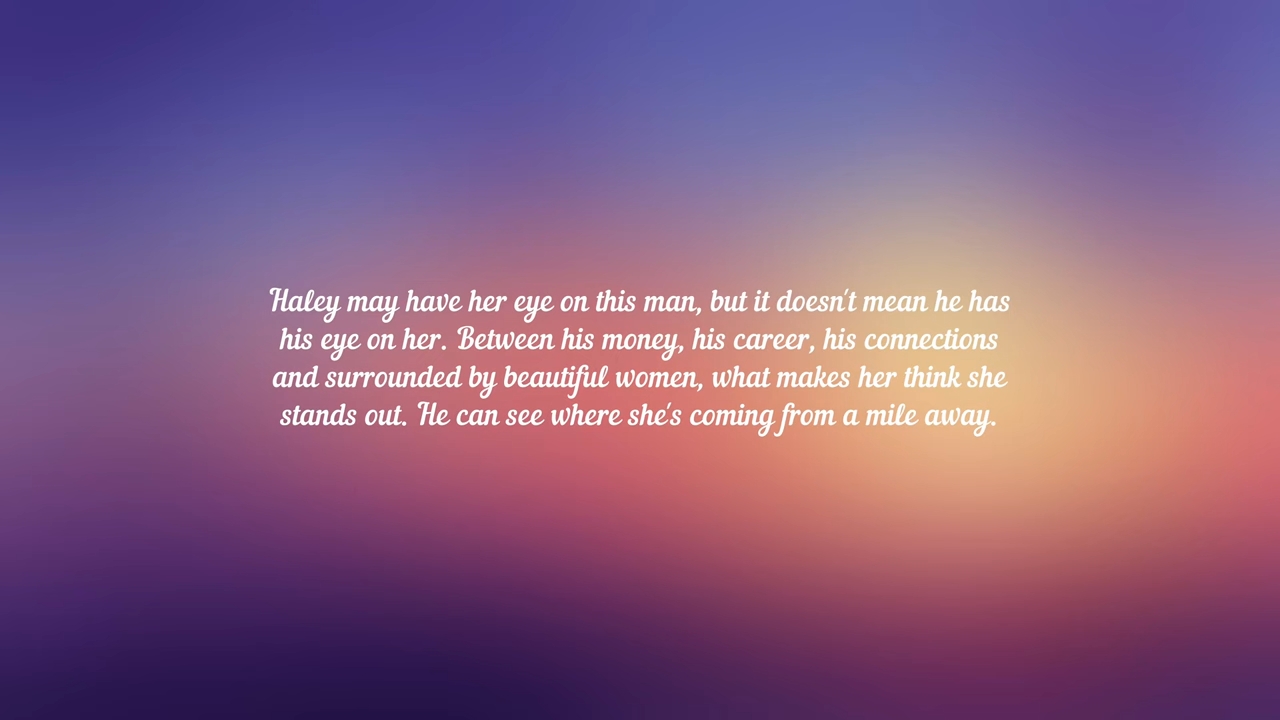 Haley may have her eye on this man, but it doesn't mean he has
his eye on her. Between his money, his career, his connections
and surrounded by beautiful women, what makes her think she
stands out. He can see where she's coming from a mile away.